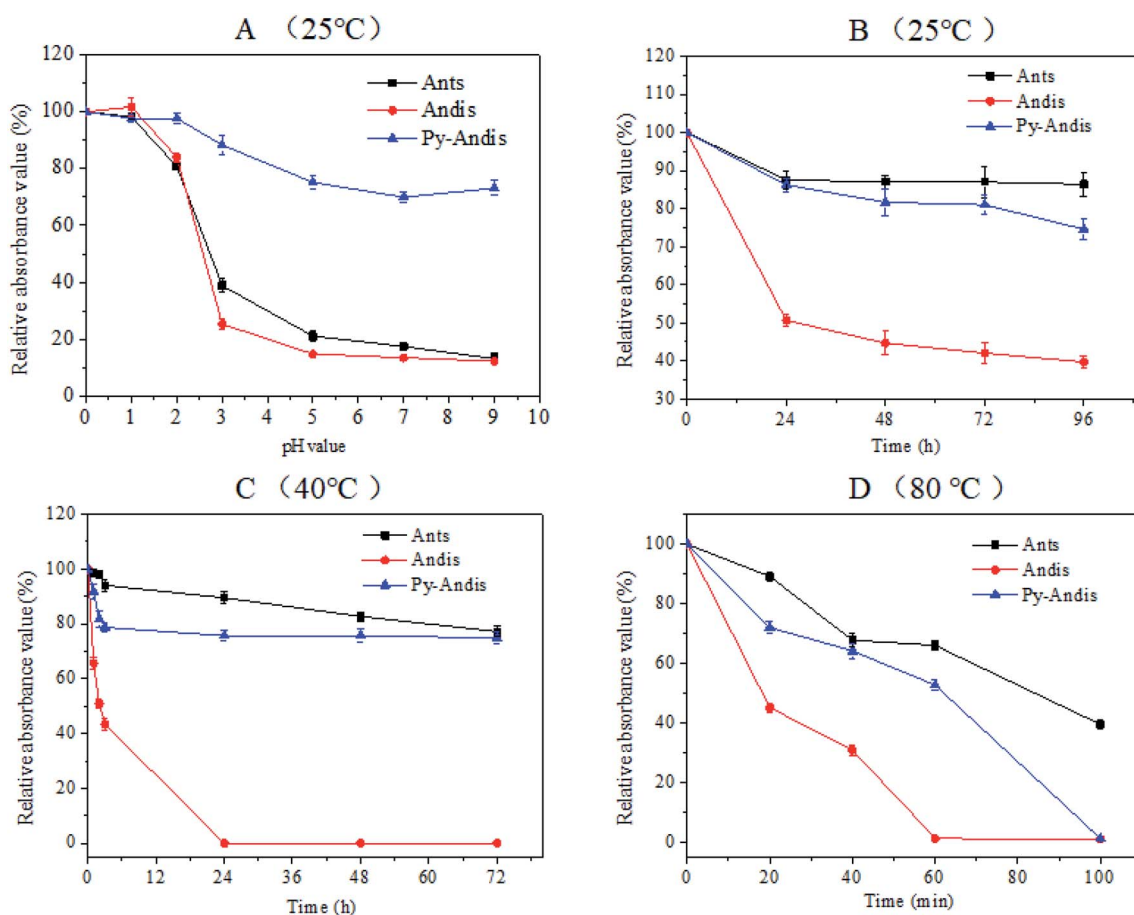 A （25℃）
120
100
80
60
40
20
0
Relative absorbance value (%)
0 1 2 3 4 5 6 7 8 9 10
pH value
Ants
Andis
Py-Andis
B （25℃）
120
110
100
90
80
70
60
50
40
30
Relative absorbance value (%)
0 24 48 72 96
Time (h)
Ants
Andis
Py-Andis
C （40℃）
120
100
80
60
40
20
0
Relative absorbance value (%)
0 12 24 36 48 60 72
Time (h)
Ants
Andis
Py-Andis
D （80 ℃）
100
80
60
40
20
0
Relative absorbance value (%)
0 20 40 60 80 100
Time (min)
Ants
Andis
Py-Andis